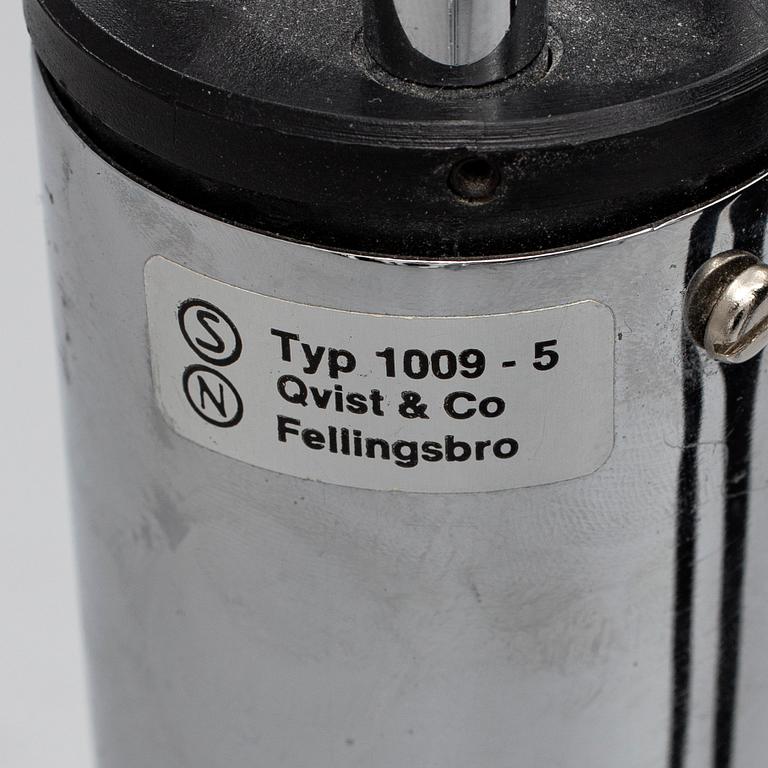 S
N
Typ 1009 - 5
Qvist & Co
Fellingsbro